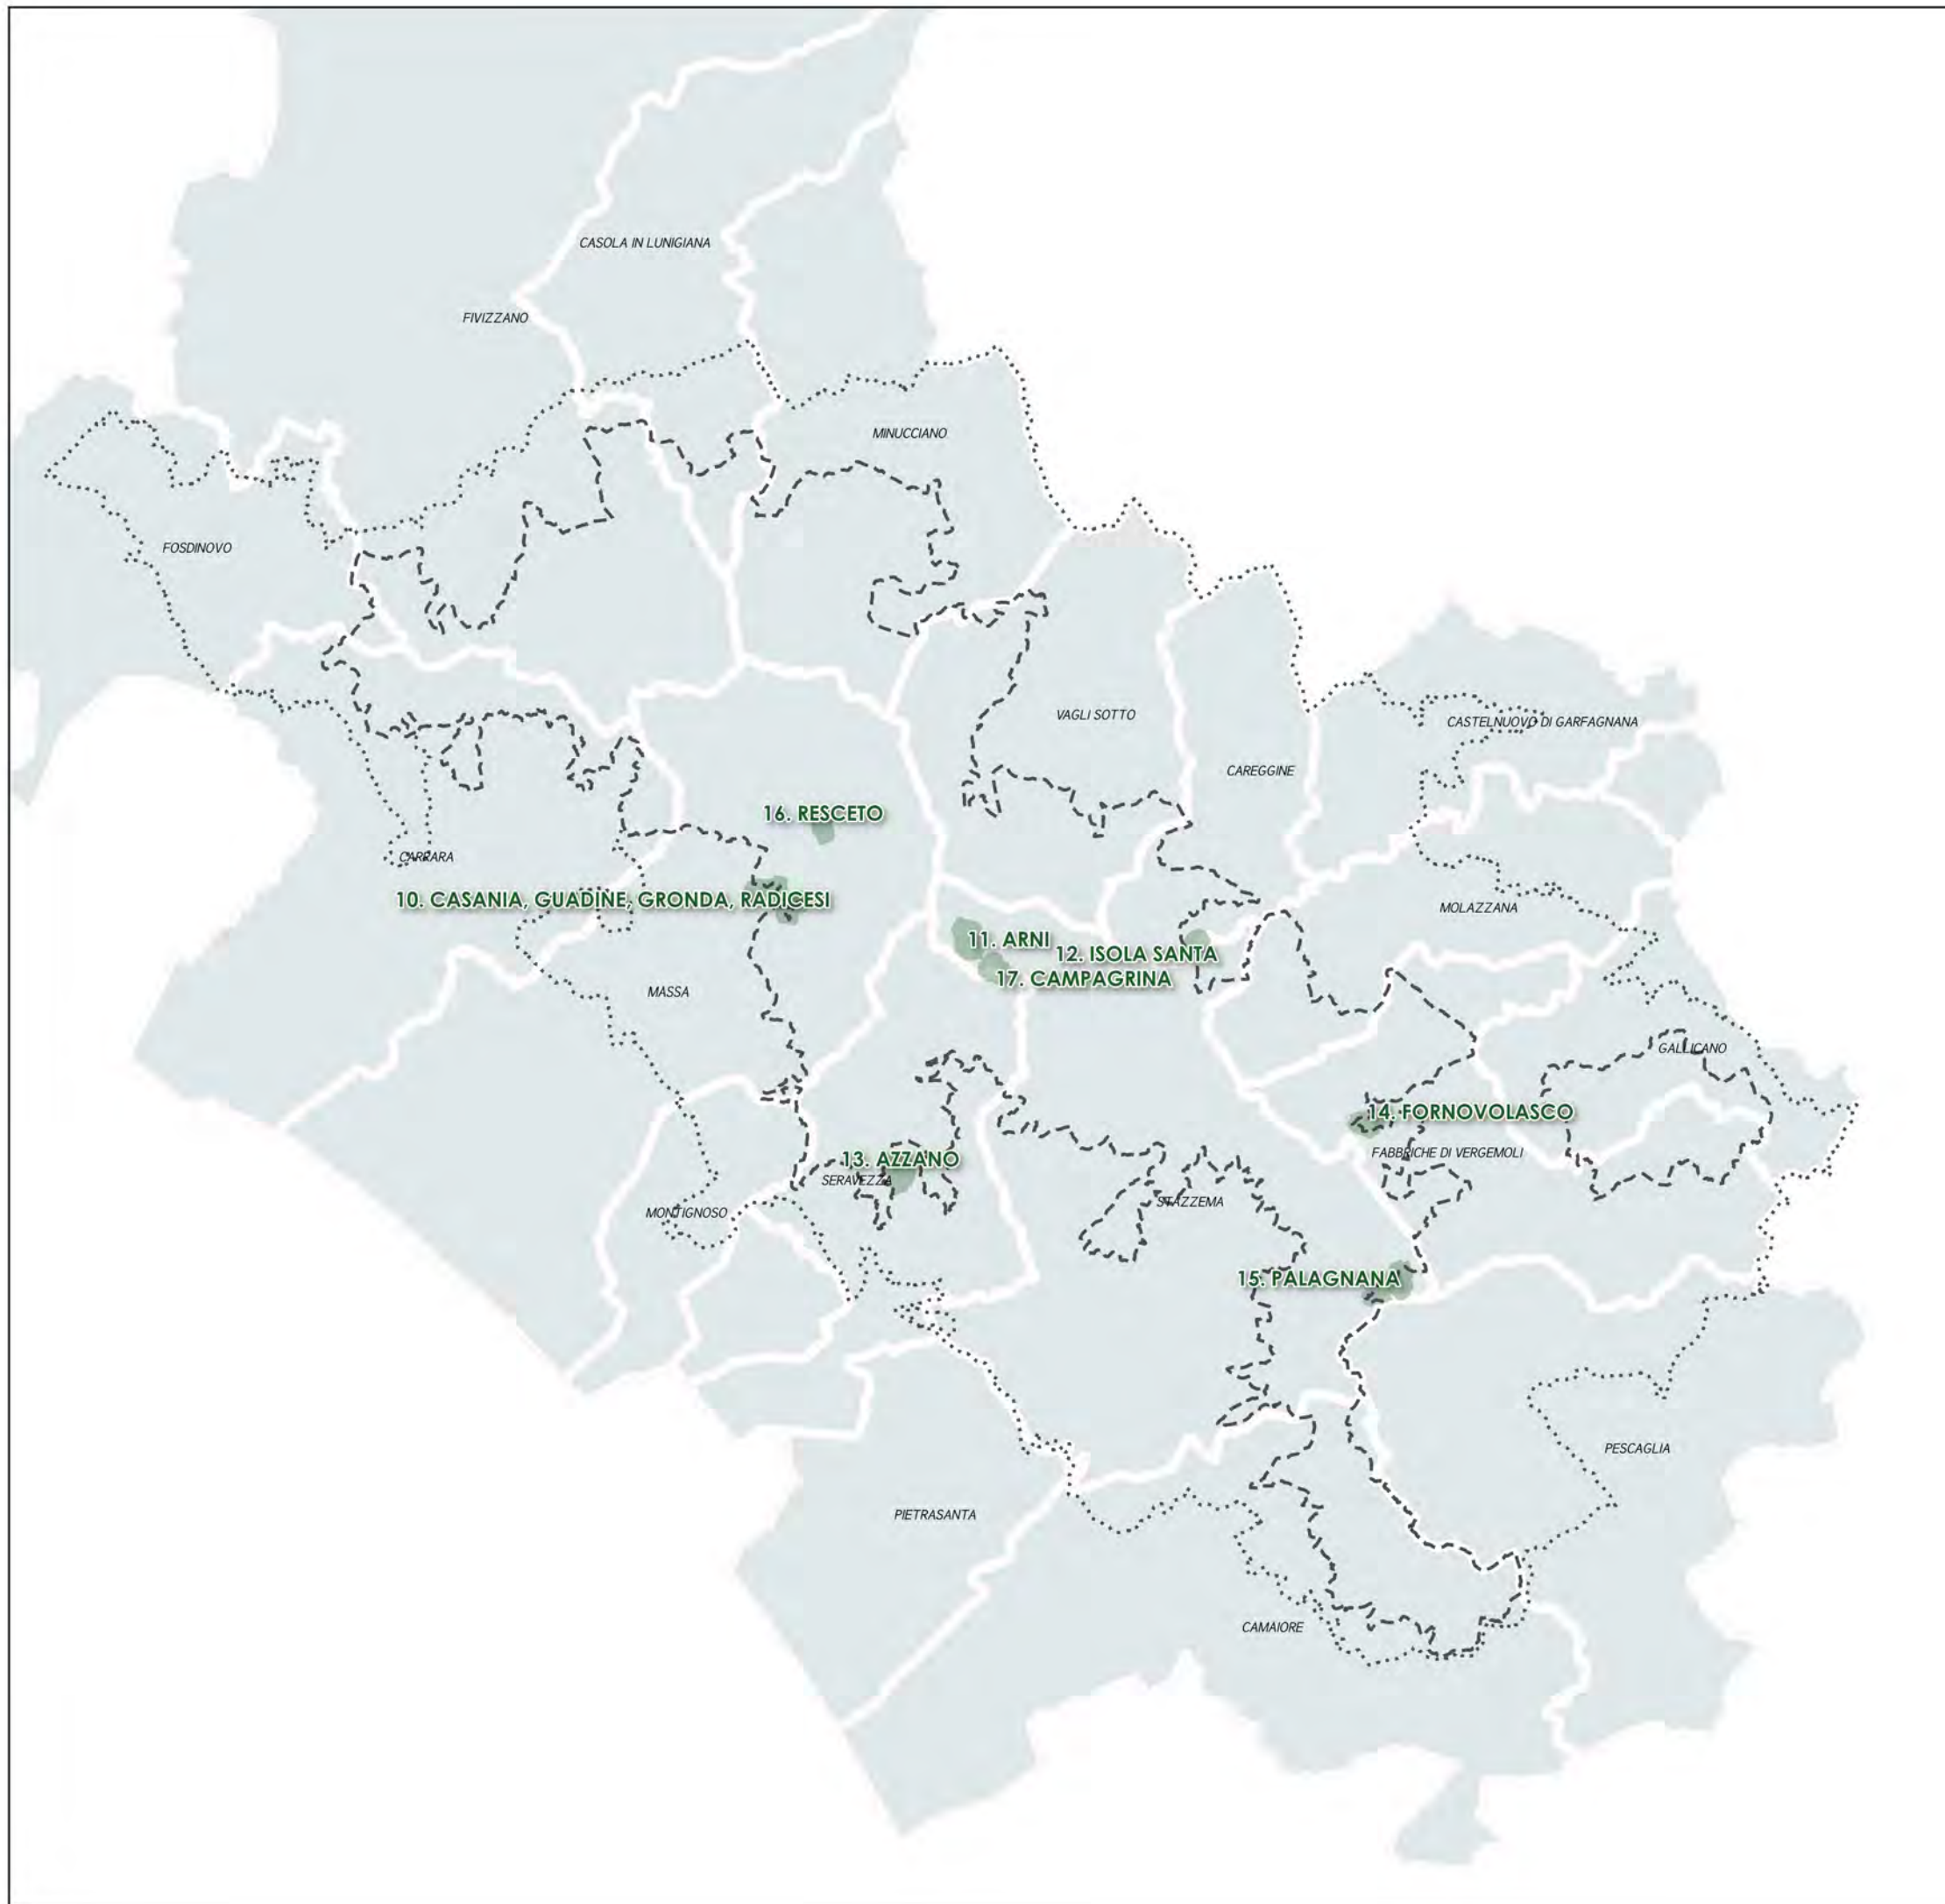 CASOLA IN LUNIGIANA
FIVIZZANO
MINUCCIANO
FOSDINOVO
VAGLI SOTTO
CASTELNUOVO DI GARFAGNANA
CAREGGINE
16. RESCETO
CARRARA
10. CASANIA, GUADINE, GRONDA, RADICESI
MOLAZZANA
11. ARNI
12. ISOLA SANTA
17. CAMPAGRINA
MASSA
GALLICANO
14. FORNOVOLASCO
FABBRICHE DI VERGEMOLI
13. AZZANO
SERAVEZZA
STAZZEMA
MONTIGNOSO
15. PALAGNANA
PESCAGLIA
PIETRASANTA
CAMAIORE